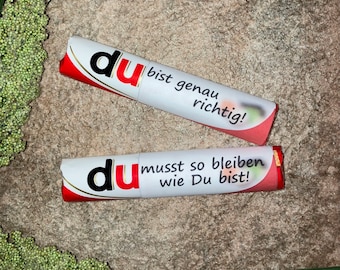 du bist genau
richtig!
du musst so bleiben
wie Du bist!